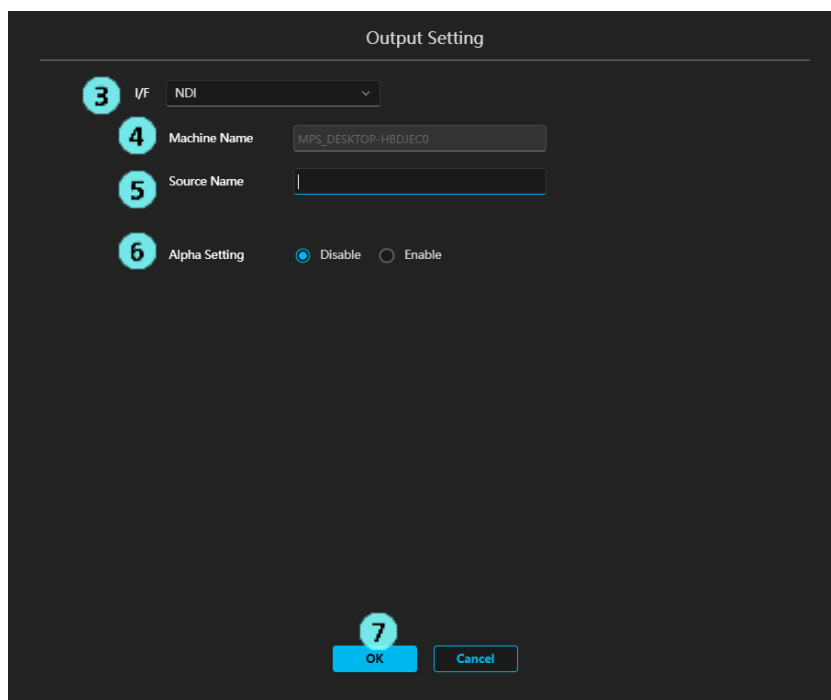 Output Setting
3 I/F NDI
4 Machine Name MPS_DESKTOP-HBDJEC0
5 Source Name
6 Alpha Setting Disable Enable
7
OK Cancel